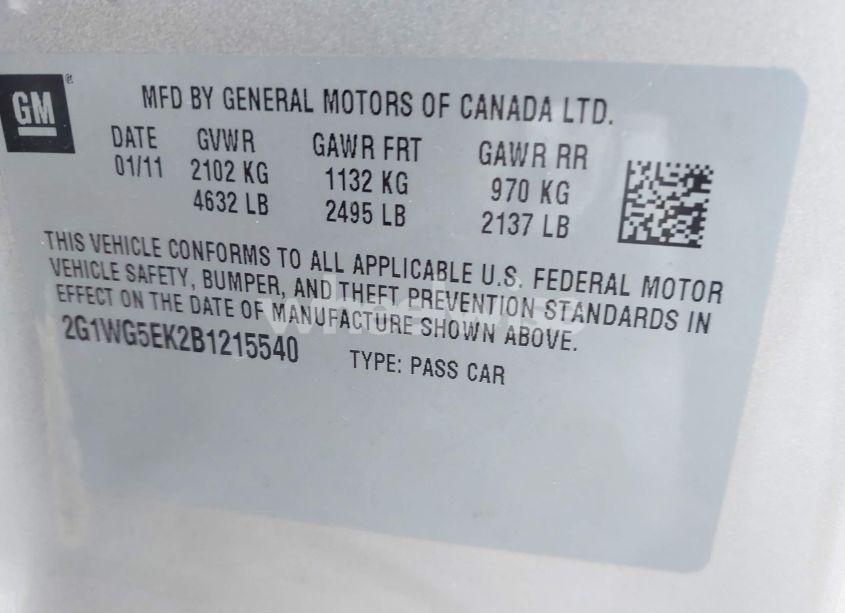 GM ®
MFD BY GENERAL MOTORS OF CANADA LTD.
DATE GVWR GAWR FRT GAWR RR
01/11 2102 KG 1132 KG 970 KG
4632 LB 2495 LB 2137 LB
THIS VEHICLE CONFORMS TO ALL APPLICABLE U.S. FEDERAL MOTOR
VEHICLE SAFETY, BUMPER, AND THEFT PREVENTION STANDARDS IN
EFFECT ON THE DATE OF MANUFACTURE SHOWN ABOVE.
2G1WG5EK2B1215540 TYPE: PASS CAR